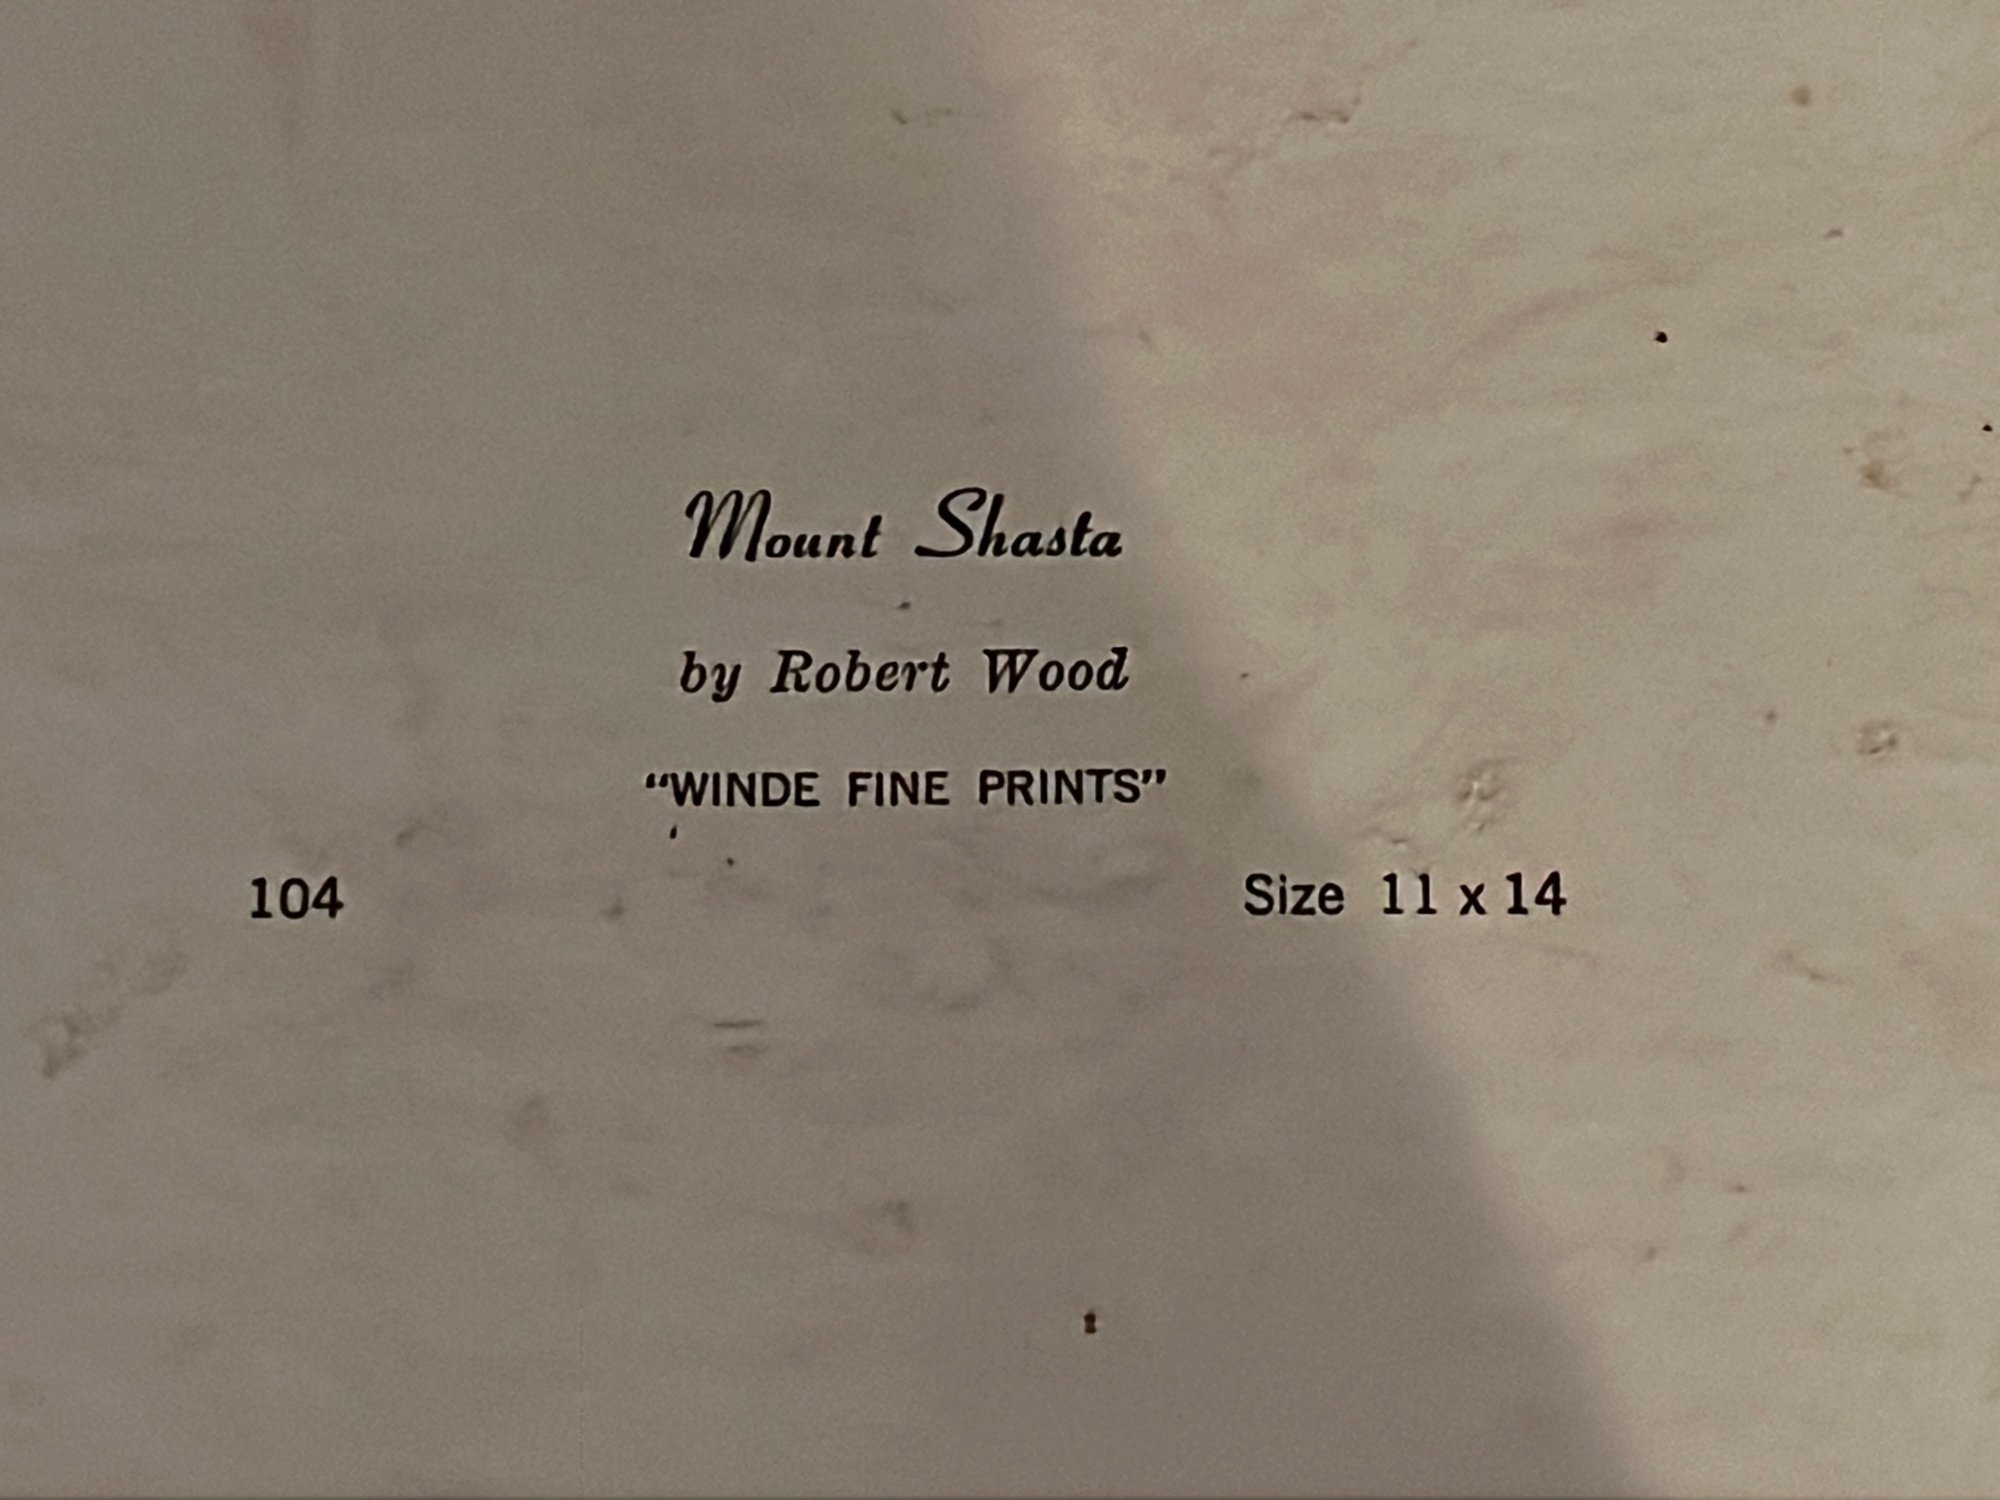 Mount Shasta
by Robert Wood
“WINDE FINE PRINTS”
104 Size 11 x 14